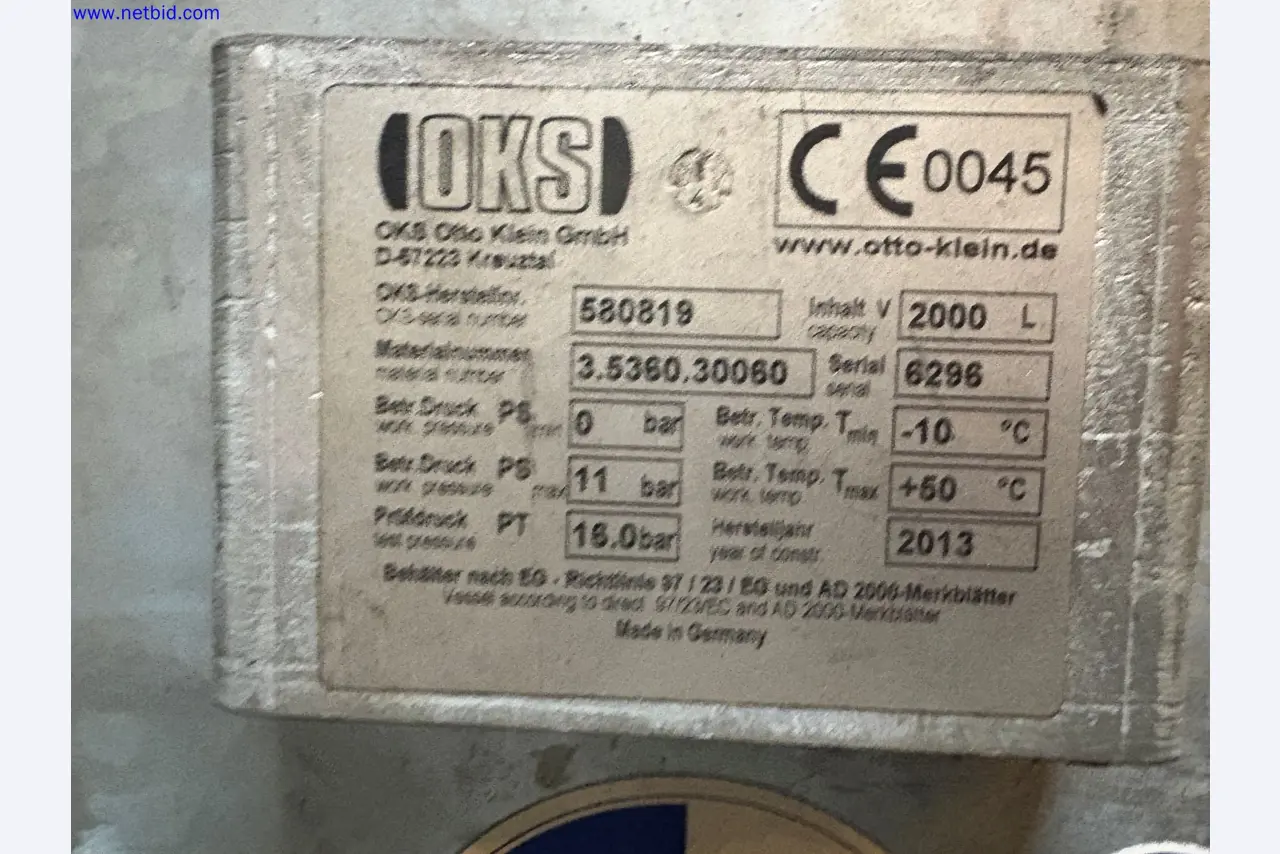 www.netbid.com
OKS
CE 0045
OKS Otto Klein GmbH
D-57223 Kreuztal
www.otto-klein.de
OKS-Herstellnr. 580819 Inhalt V 2000 L
OKS-serial number capacity
Materialnummer 3.5360.30060 Serial 6296
material number serial
Betr.Druck PS min 0 bar Betr. Temp. Tmin -10 °C
work. pressure work. temp.
Betr.Druck PS max 11 bar Betr. Temp. Tmax +50 °C
work. pressure work. temp.
Prüfdruck PT bar Herstelljahr 2013
test pressure year of constr.
Behälter nach EG - Richtlinie 97 / 23 / EG und AD 2000-Merkblätter
Vessel according to direct. 97/23/EC and AD 2000-Merkblätter
Made in Germany